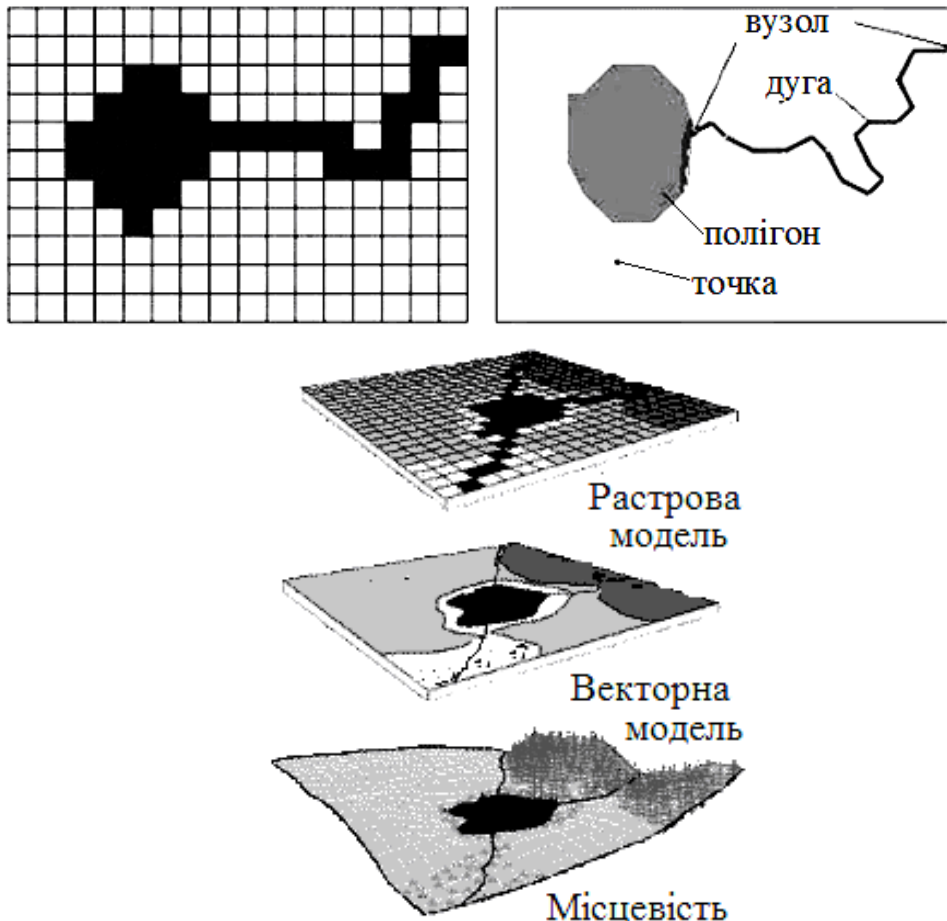 вузол
дуга
полігон
точка
Растрова
модель
Векторна
модель
Місцевість